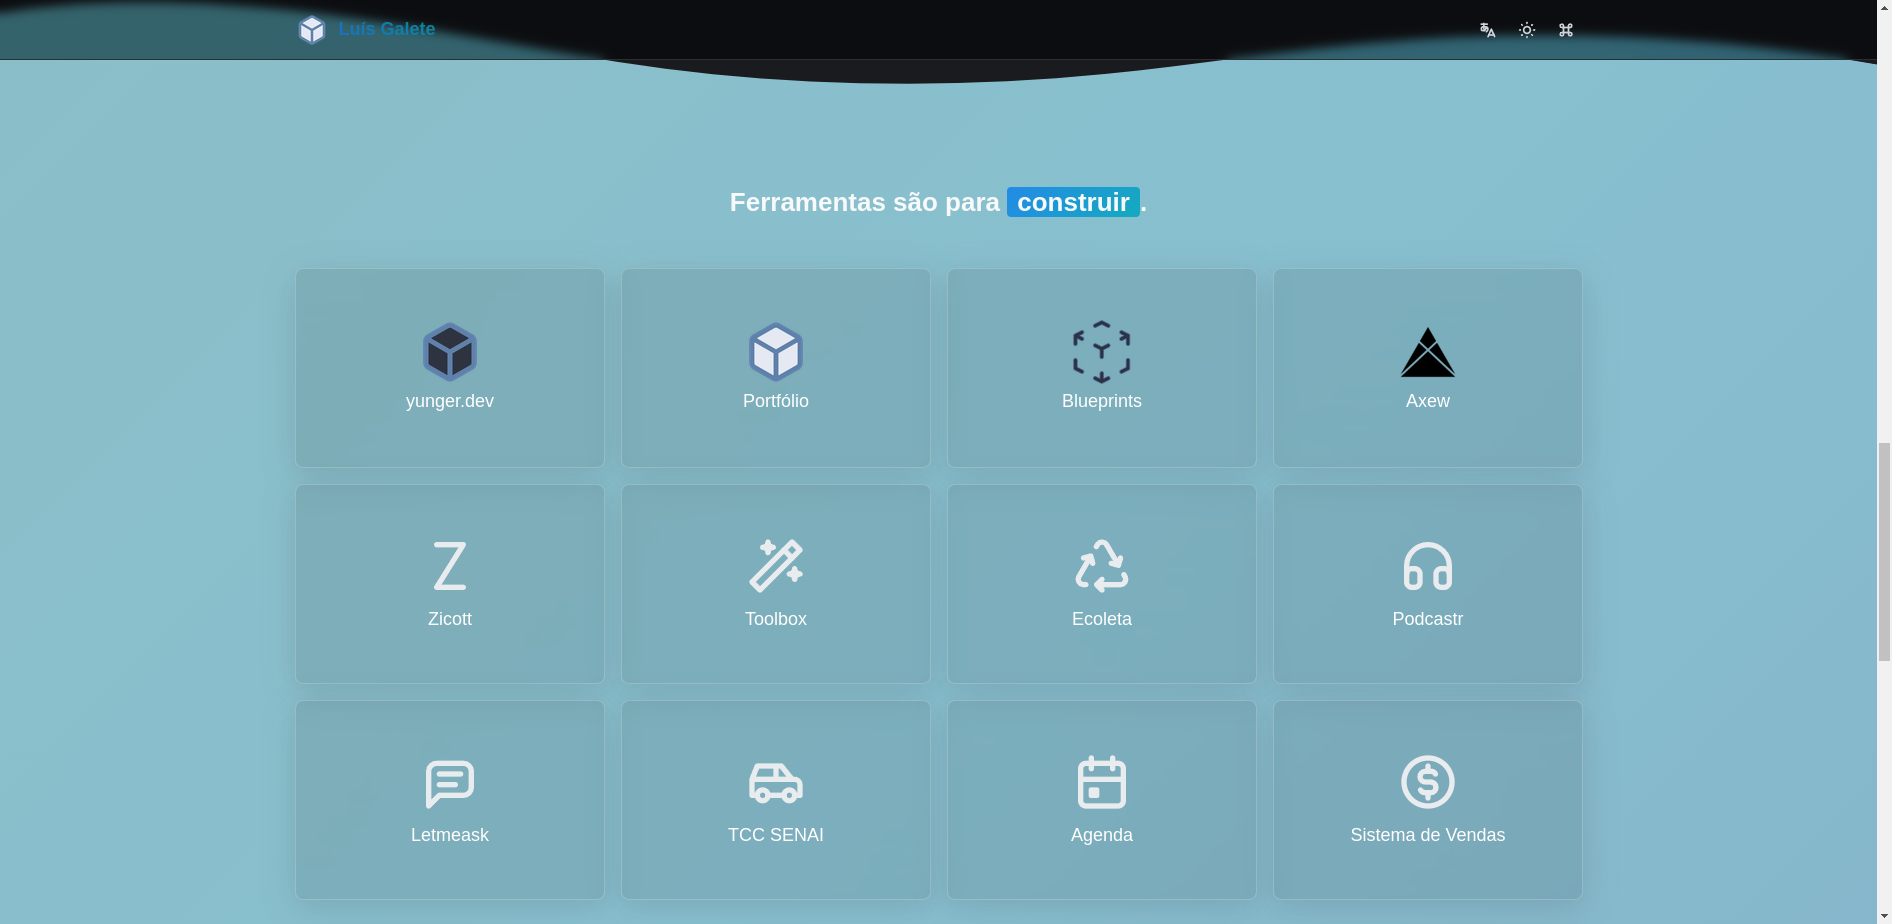 Luís Galete
Ferramentas são para construir.
yunger.dev
Portfólio
Blueprints
Axew
Zicott
Toolbox
Ecoleta
Podcastr
Letmeask
TCC SENAI
Agenda
Sistema de Vendas